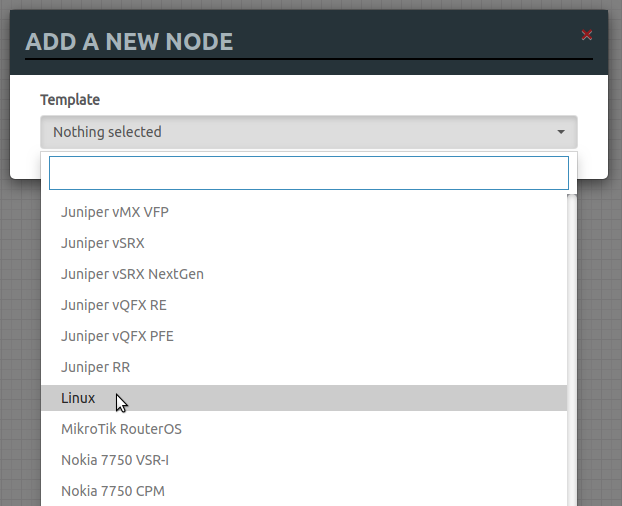 ADD A NEW NODE
Template
Nothing selected
Juniper vMX VFP
Juniper vSRX
Juniper vSRX NextGen
Juniper vQFX RE
Juniper vQFX PFE
Juniper RR
Linux
MikroTik RouterOS
Nokia 7750 VSR-I
Nokia 7750 CPM